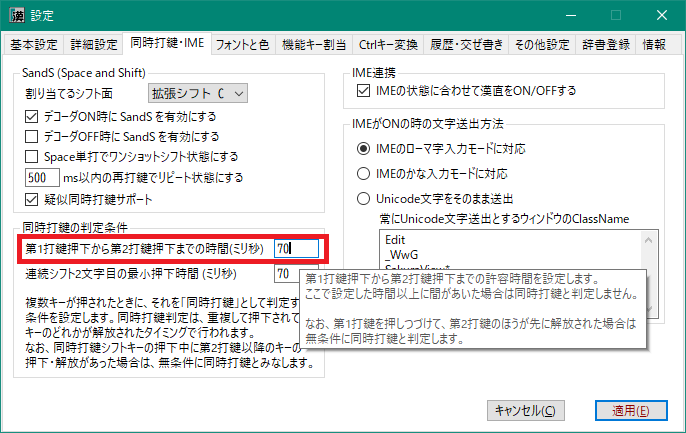 設定
基本設定 詳細設定 同時打鍵・IME フォントと色 機能キー割当 Ctrlキー変換 履歴・交ぜ書き その他設定 辞書登録 情報
SandS (Space and Shift)
割り当てるシフト面 拡張シフト C
デコーダON時に SandS を有効にする
デコーダOFF時に SandS を有効にする
Space単打でワンショットシフト状態にする
500 ms以内の再打鍵でリピート状態にする
疑似同時打鍵サポート
同時打鍵の判定条件
第1打鍵押下から第2打鍵押下までの時間(ミリ秒) 70
連続シフト2文字目の最小押下時間 (ミリ秒) 70
複数キーが押されたときに、それを「同時打鍵」として判定す
条件を設定します。同時打鍵判定は、重複して押下されて
キーのどれかが解放されたタイミングで行われます。
なお、同時打鍵シフトキーの押下中に第2打鍵以降のキーの
押下・解放があった場合は、無条件に同時打鍵とみなします。
IME連携
IMEの状態に合わせて漢直をON/OFFする
IMEがONの時の文字送出方法
IMEのローマ字入力モードに対応
IMEのかな入力モードに対応
Unicode文字をそのまま送出
常にUnicode文字送出とするウィンドウのClassName
Edit
_WwG
SakuraView*
第1打鍵押下から第2打鍵押下までの許容時間を設定します。
ここで設定した時間以上に間があいた場合は同時打鍵と判定しません。
なお、第1打鍵を押しつづけて、第2打鍵のほうが先に解放された場合は
無条件に同時打鍵と判定します。
キャンセル(C) 適用(E)